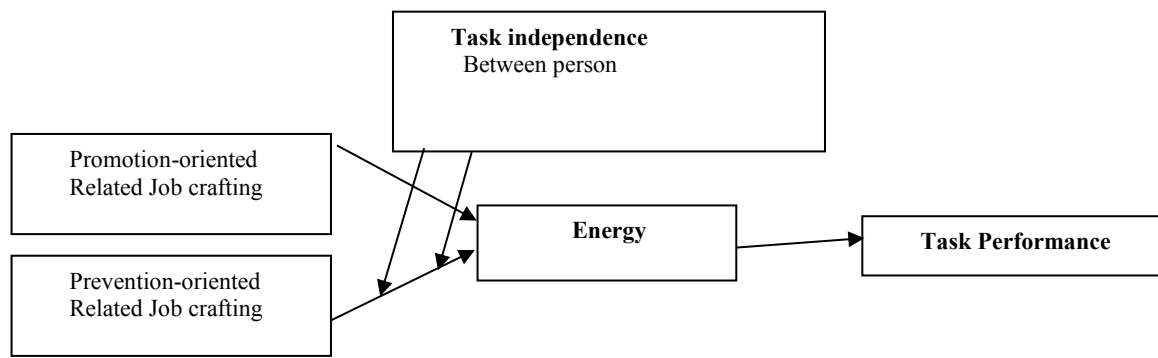 Task independence
Between person
Promotion-oriented
Related Job crafting
Energy
Task Performance
Prevention-oriented
Related Job crafting